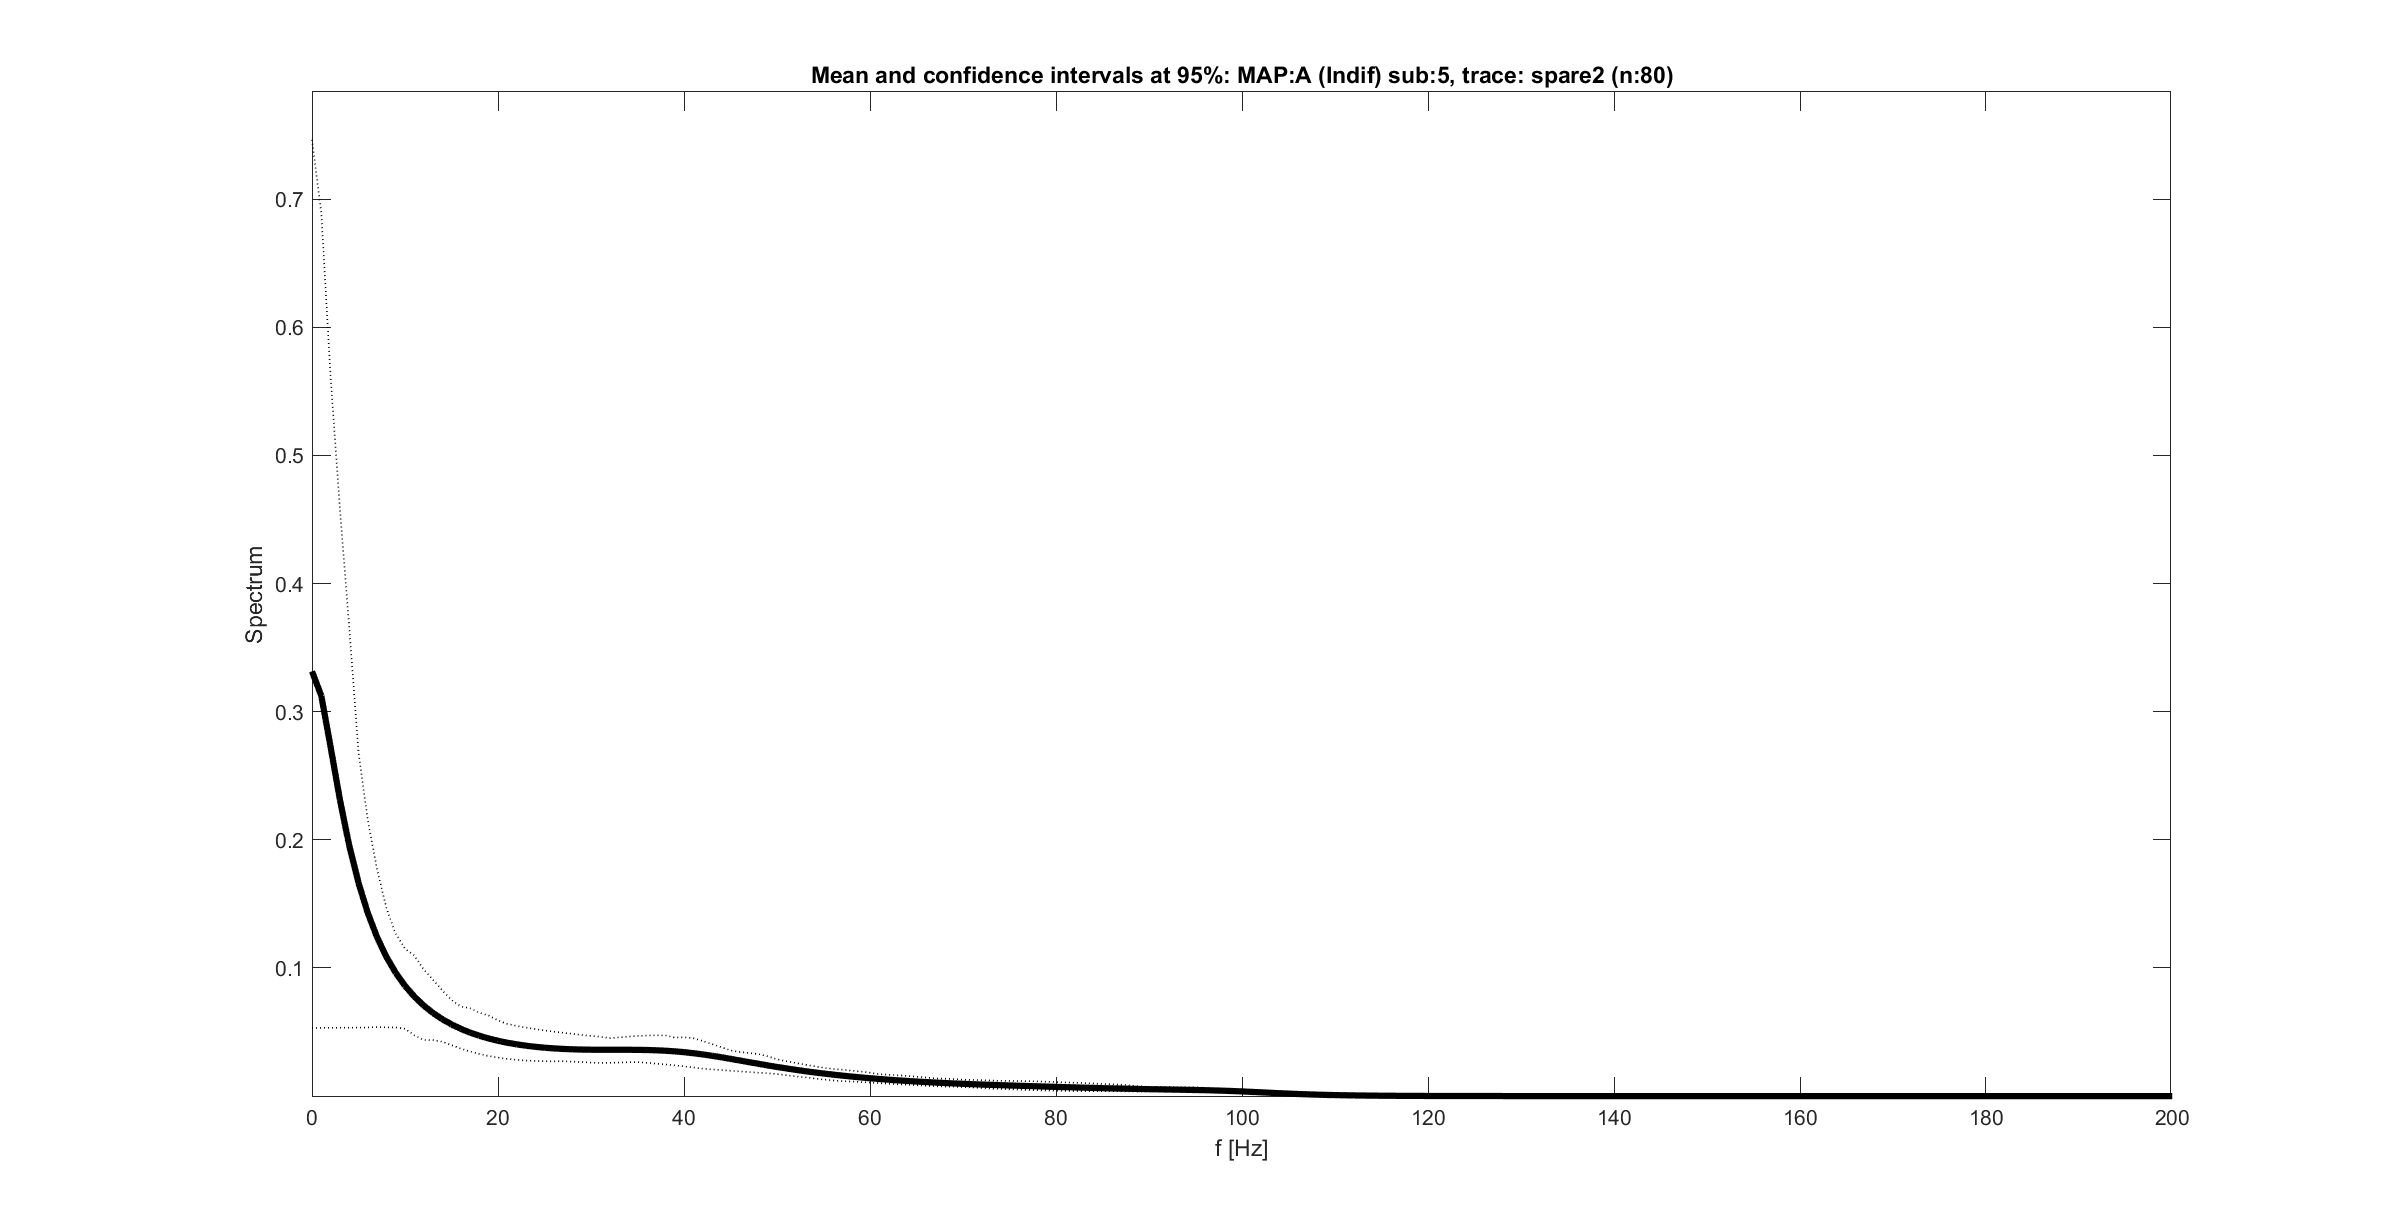 Mean and confidence intervals at 95%: MAP:A (Indif) sub:5, trace: spare2 (n:80)
0.7
0.6
0.5
0.4
0.3
0.2
0.1
Spectrum
0 20 40 60 80 100 120 140 160 180 200
f [Hz]